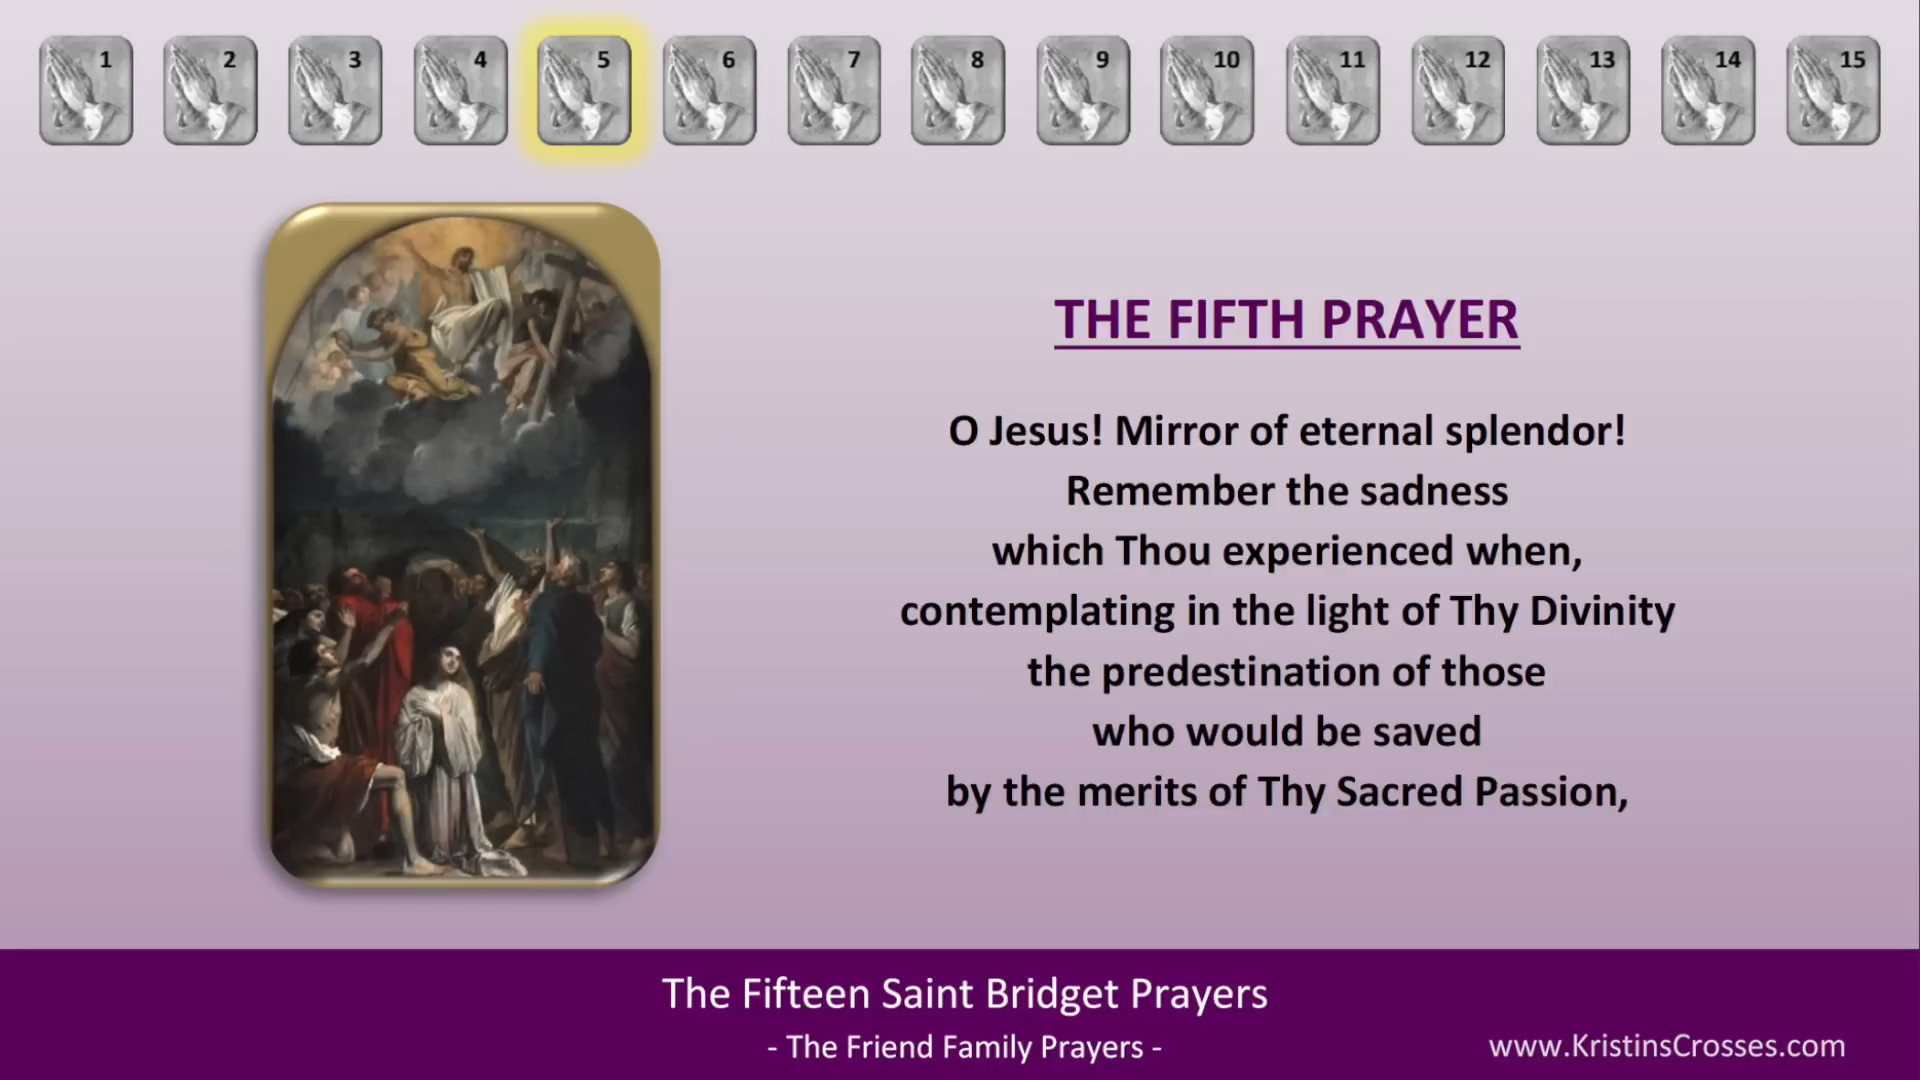 1 2 3 4 5 6 7 8 9 10 11 12 13 14 15
THE FIFTH PRAYER
O Jesus! Mirror of eternal splendor!
Remember the sadness
which Thou experienced when,
contemplating in the light of Thy Divinity
the predestination of those
who would be saved
by the merits of Thy Sacred Passion,
The Fifteen Saint Bridget Prayers
- The Friend Family Prayers -
www.KristinsCrosses.com